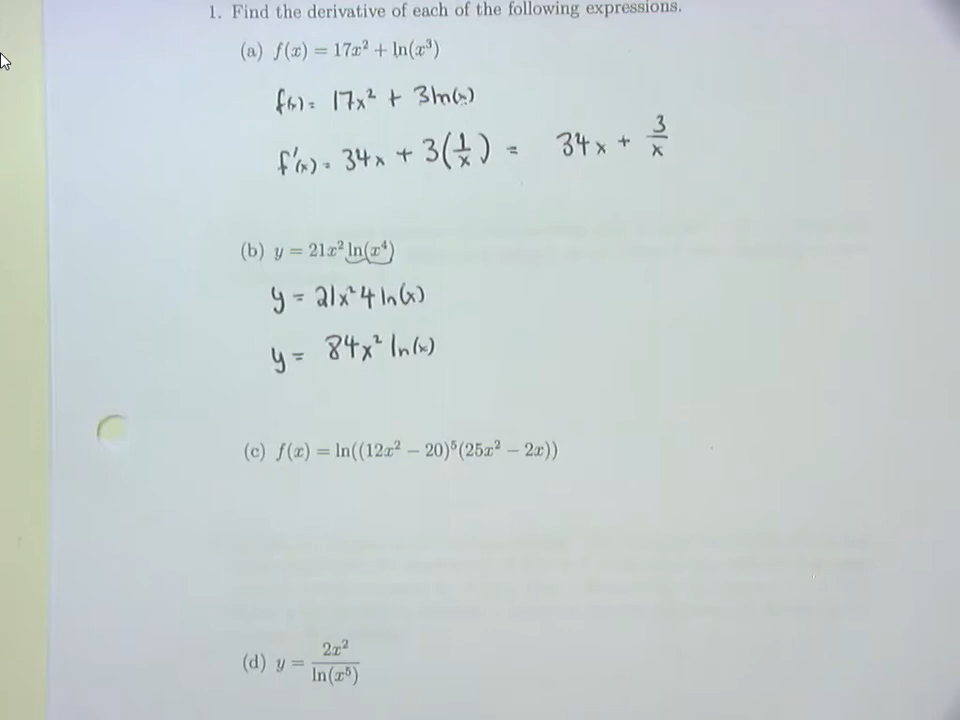 1. Find the derivative of each of the following expressions.
(a) f(x) = 17x² + ln(x³)
f(x) = 17x² + 3ln(x)
f'(x) = 34x + 3(1/x) = 34x + 3/x
(b) y = 21x² ln(x⁴)
y = 21x² 4 ln(x)
y = 84x² ln(x)
(c) f(x) = ln((12x² − 20)⁵(25x² − 2x))
(d) y = 2x²/ln(x⁵)